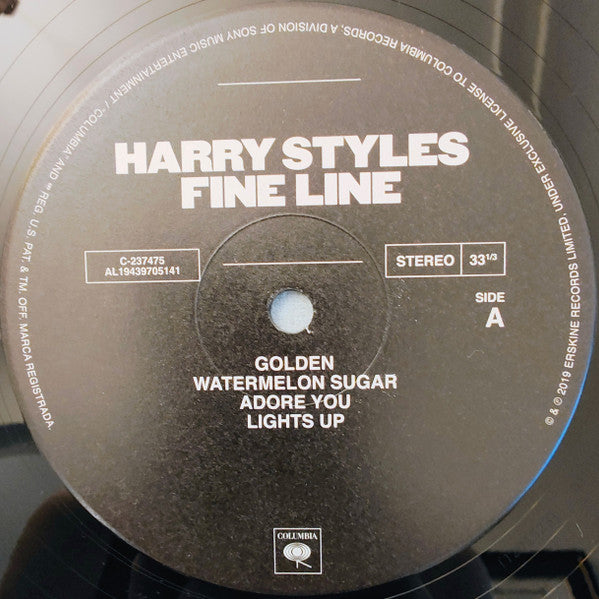 HARRY STYLES
FINE LINE
C-237475
AL19439705141
STEREO 33 1/3
SIDE
A
GOLDEN
WATERMELON SUGAR
ADORE YOU
LIGHTS UP
COLUMBIA
℗ & © 2019 ERSKINE RECORDS LIMITED, UNDER EXCLUSIVE LICENSE TO COLUMBIA RECORDS, A DIVISION OF SONY MUSIC ENTERTAINMENT / "COLUMBIA" AND ® REG. U.S. PAT. & TM. OFF. MARCA REGISTRADA.